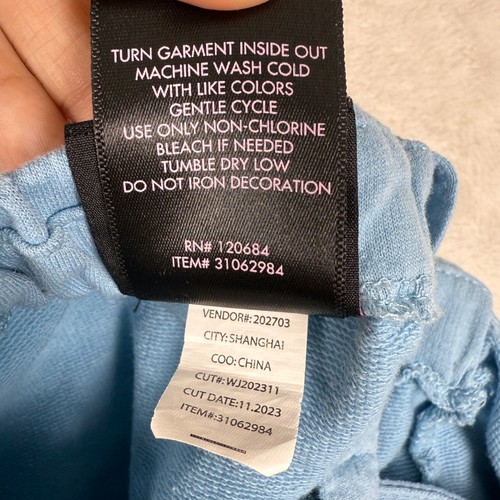 TURN GARMENT INSIDE OUT
MACHINE WASH COLD
WITH LIKE COLORS
GENTLE CYCLE
USE ONLY NON-CHLORINE
BLEACH IF NEEDED
TUMBLE DRY LOW
DO NOT IRON DECORATION
RN# 120684
ITEM# 31062984
VENDOR#: 202703
CITY: SHANGHAI
COO: CHINA
CUT#: WJ202311
CUT DATE: 11.2023
ITEM#:31062984